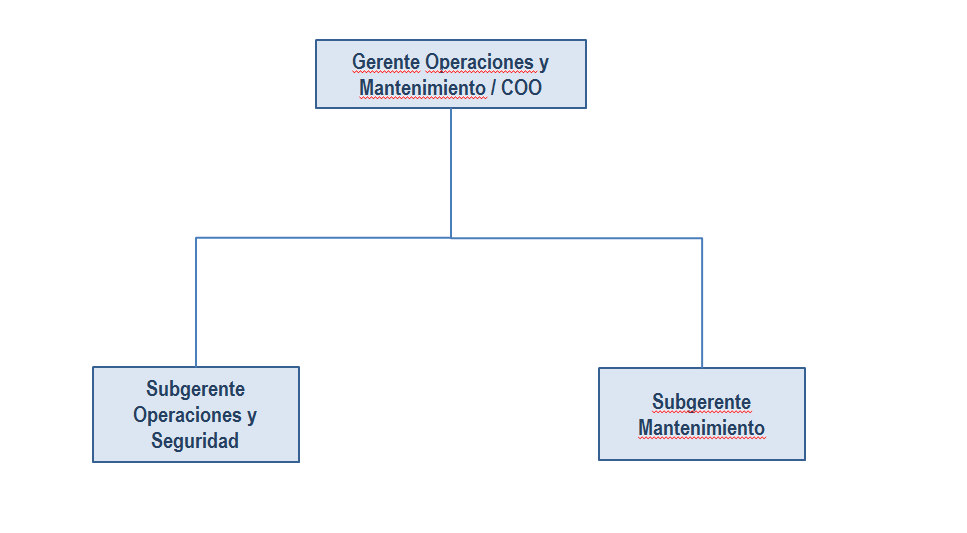 Gerente Operaciones y
Mantenimiento / COO
Subgerente
Operaciones y
Seguridad
Subgerente
Mantenimiento